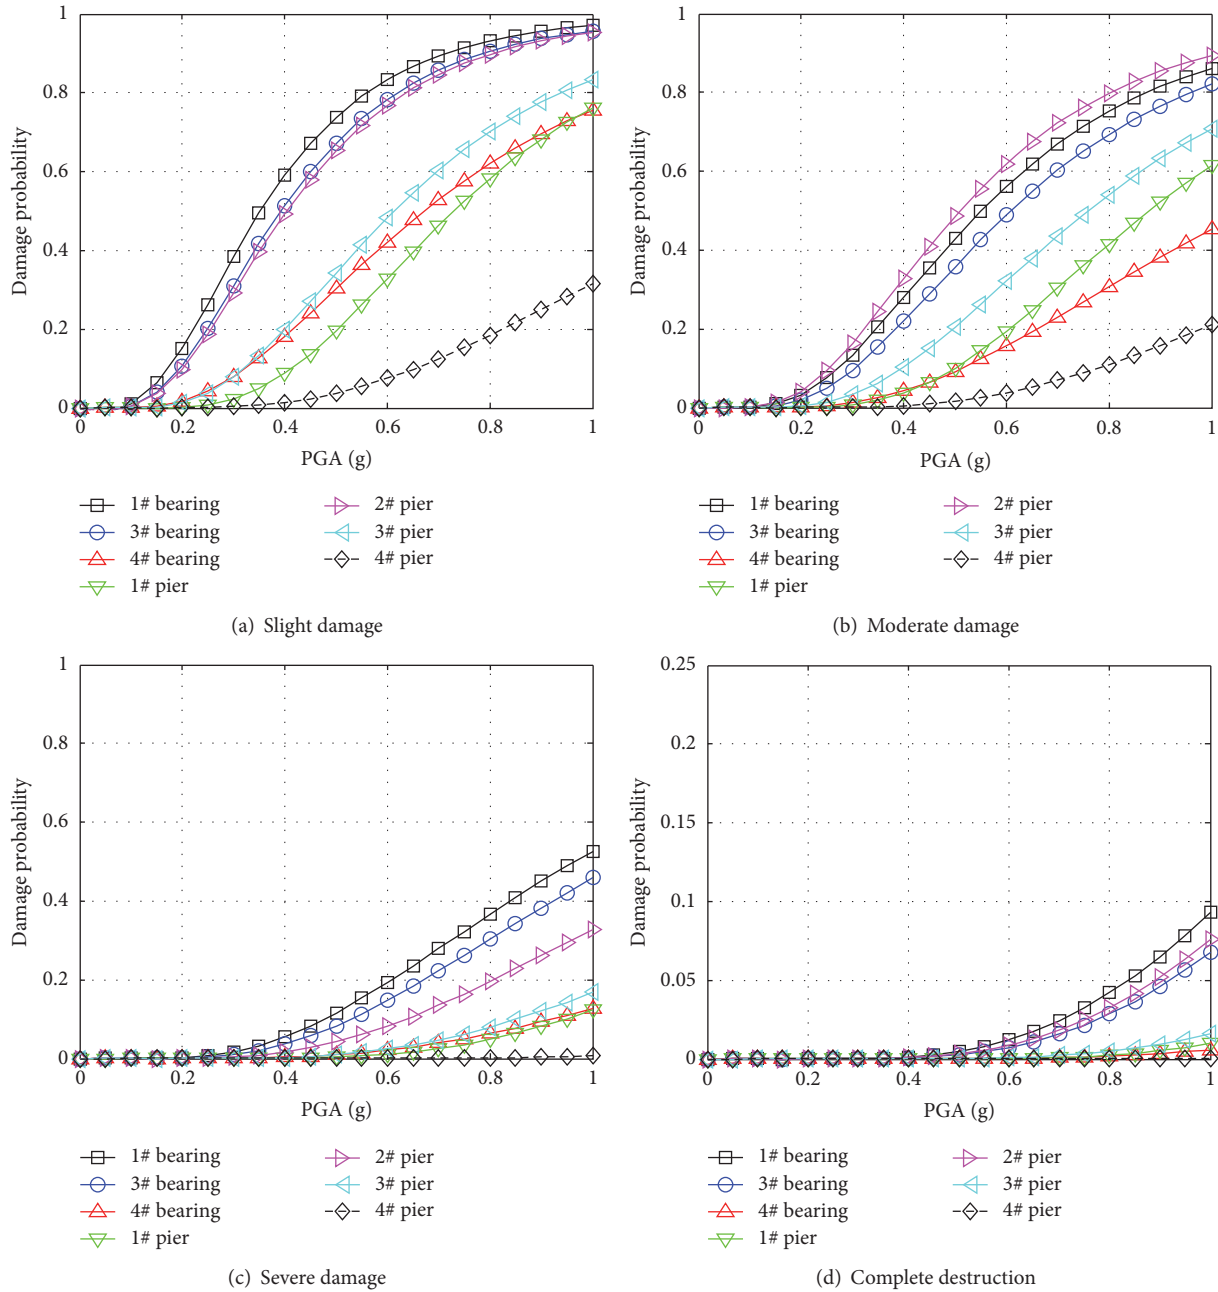 1
0.8
0.6
0.4
0.2
0
Damage probability
0 0.2 0.4 0.6 0.8 1
PGA (g)
1# bearing
3# bearing
4# bearing
1# pier
2# pier
3# pier
4# pier
(a) Slight damage
1
0.8
0.6
0.4
0.2
0
Damage probability
0 0.2 0.4 0.6 0.8 1
PGA (g)
1# bearing
3# bearing
4# bearing
1# pier
2# pier
3# pier
4# pier
(b) Moderate damage
1
0.8
0.6
0.4
0.2
0
Damage probability
0 0.2 0.4 0.6 0.8 1
PGA (g)
1# bearing
3# bearing
4# bearing
1# pier
2# pier
3# pier
4# pier
(c) Severe damage
0.25
0.2
0.15
0.1
0.05
0
Damage probability
0 0.2 0.4 0.6 0.8 1
PGA (g)
1# bearing
3# bearing
4# bearing
1# pier
2# pier
3# pier
4# pier
(d) Complete destruction